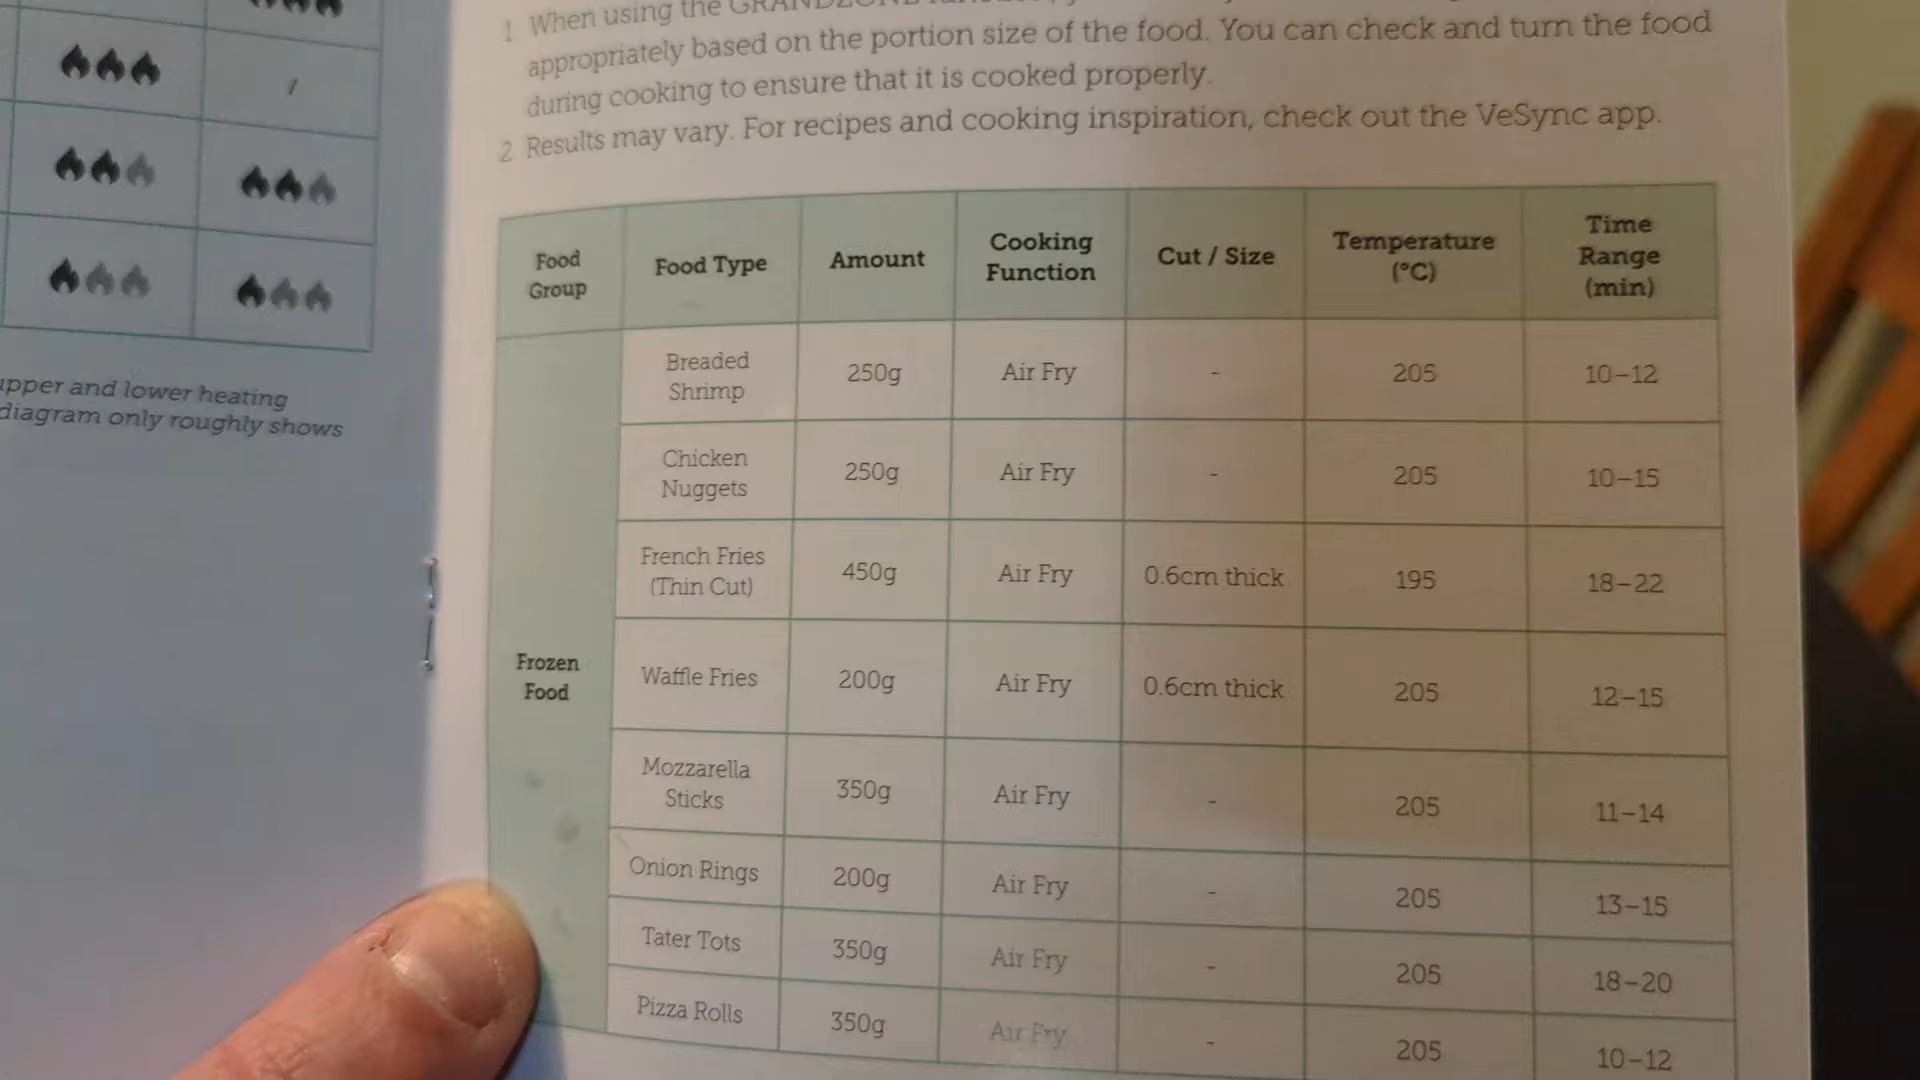 upper and lower heating
diagram only roughly shows
1 When using the GRANDZONE
appropriately based on the portion size of the food. You can check and turn the food
during cooking to ensure that it is cooked properly.
2 Results may vary. For recipes and cooking inspiration, check out the VeSync app.
Food Group Food Type Amount Cooking Function Cut / Size Temperature (°C) Time Range (min)
Frozen Food
Breaded Shrimp 250g Air Fry - 205 10–12
Chicken Nuggets 250g Air Fry - 205 10–15
French Fries (Thin Cut) 450g Air Fry 0.6cm thick 195 18–22
Waffle Fries 200g Air Fry 0.6cm thick 205 12–15
Mozzarella Sticks 350g Air Fry - 205 11–14
Onion Rings 200g Air Fry - 205 13–15
Tater Tots 350g Air Fry - 205 18–20
Pizza Rolls 350g Air Fry - 205 10–12